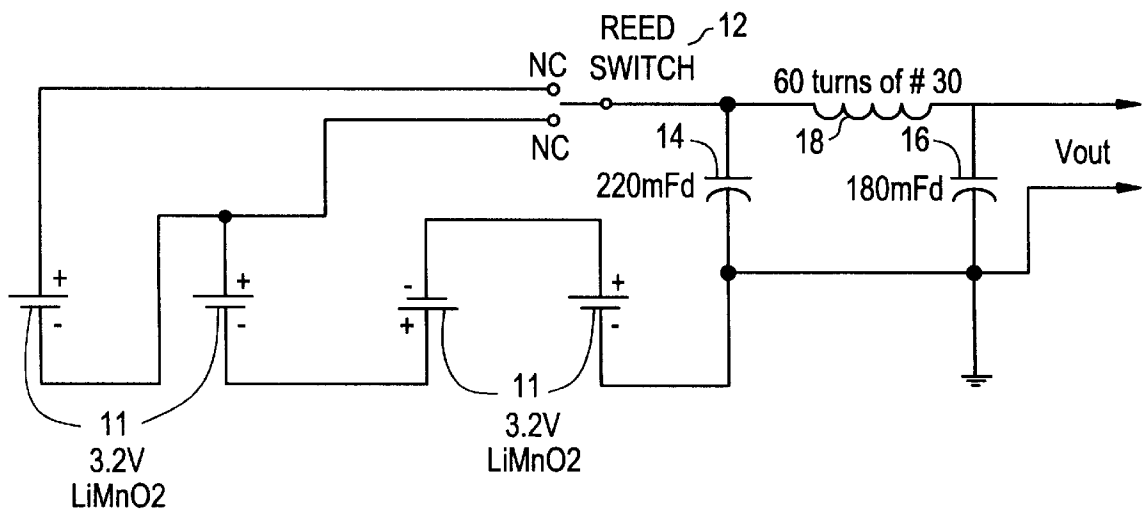 REED
SWITCH
12
NC
NC
60 turns of # 30
14
18
16
Vout
220mFd
180mFd
+
-
+
-
-
+
+
-
11
3.2V
LiMnO2
11
3.2V
LiMnO2